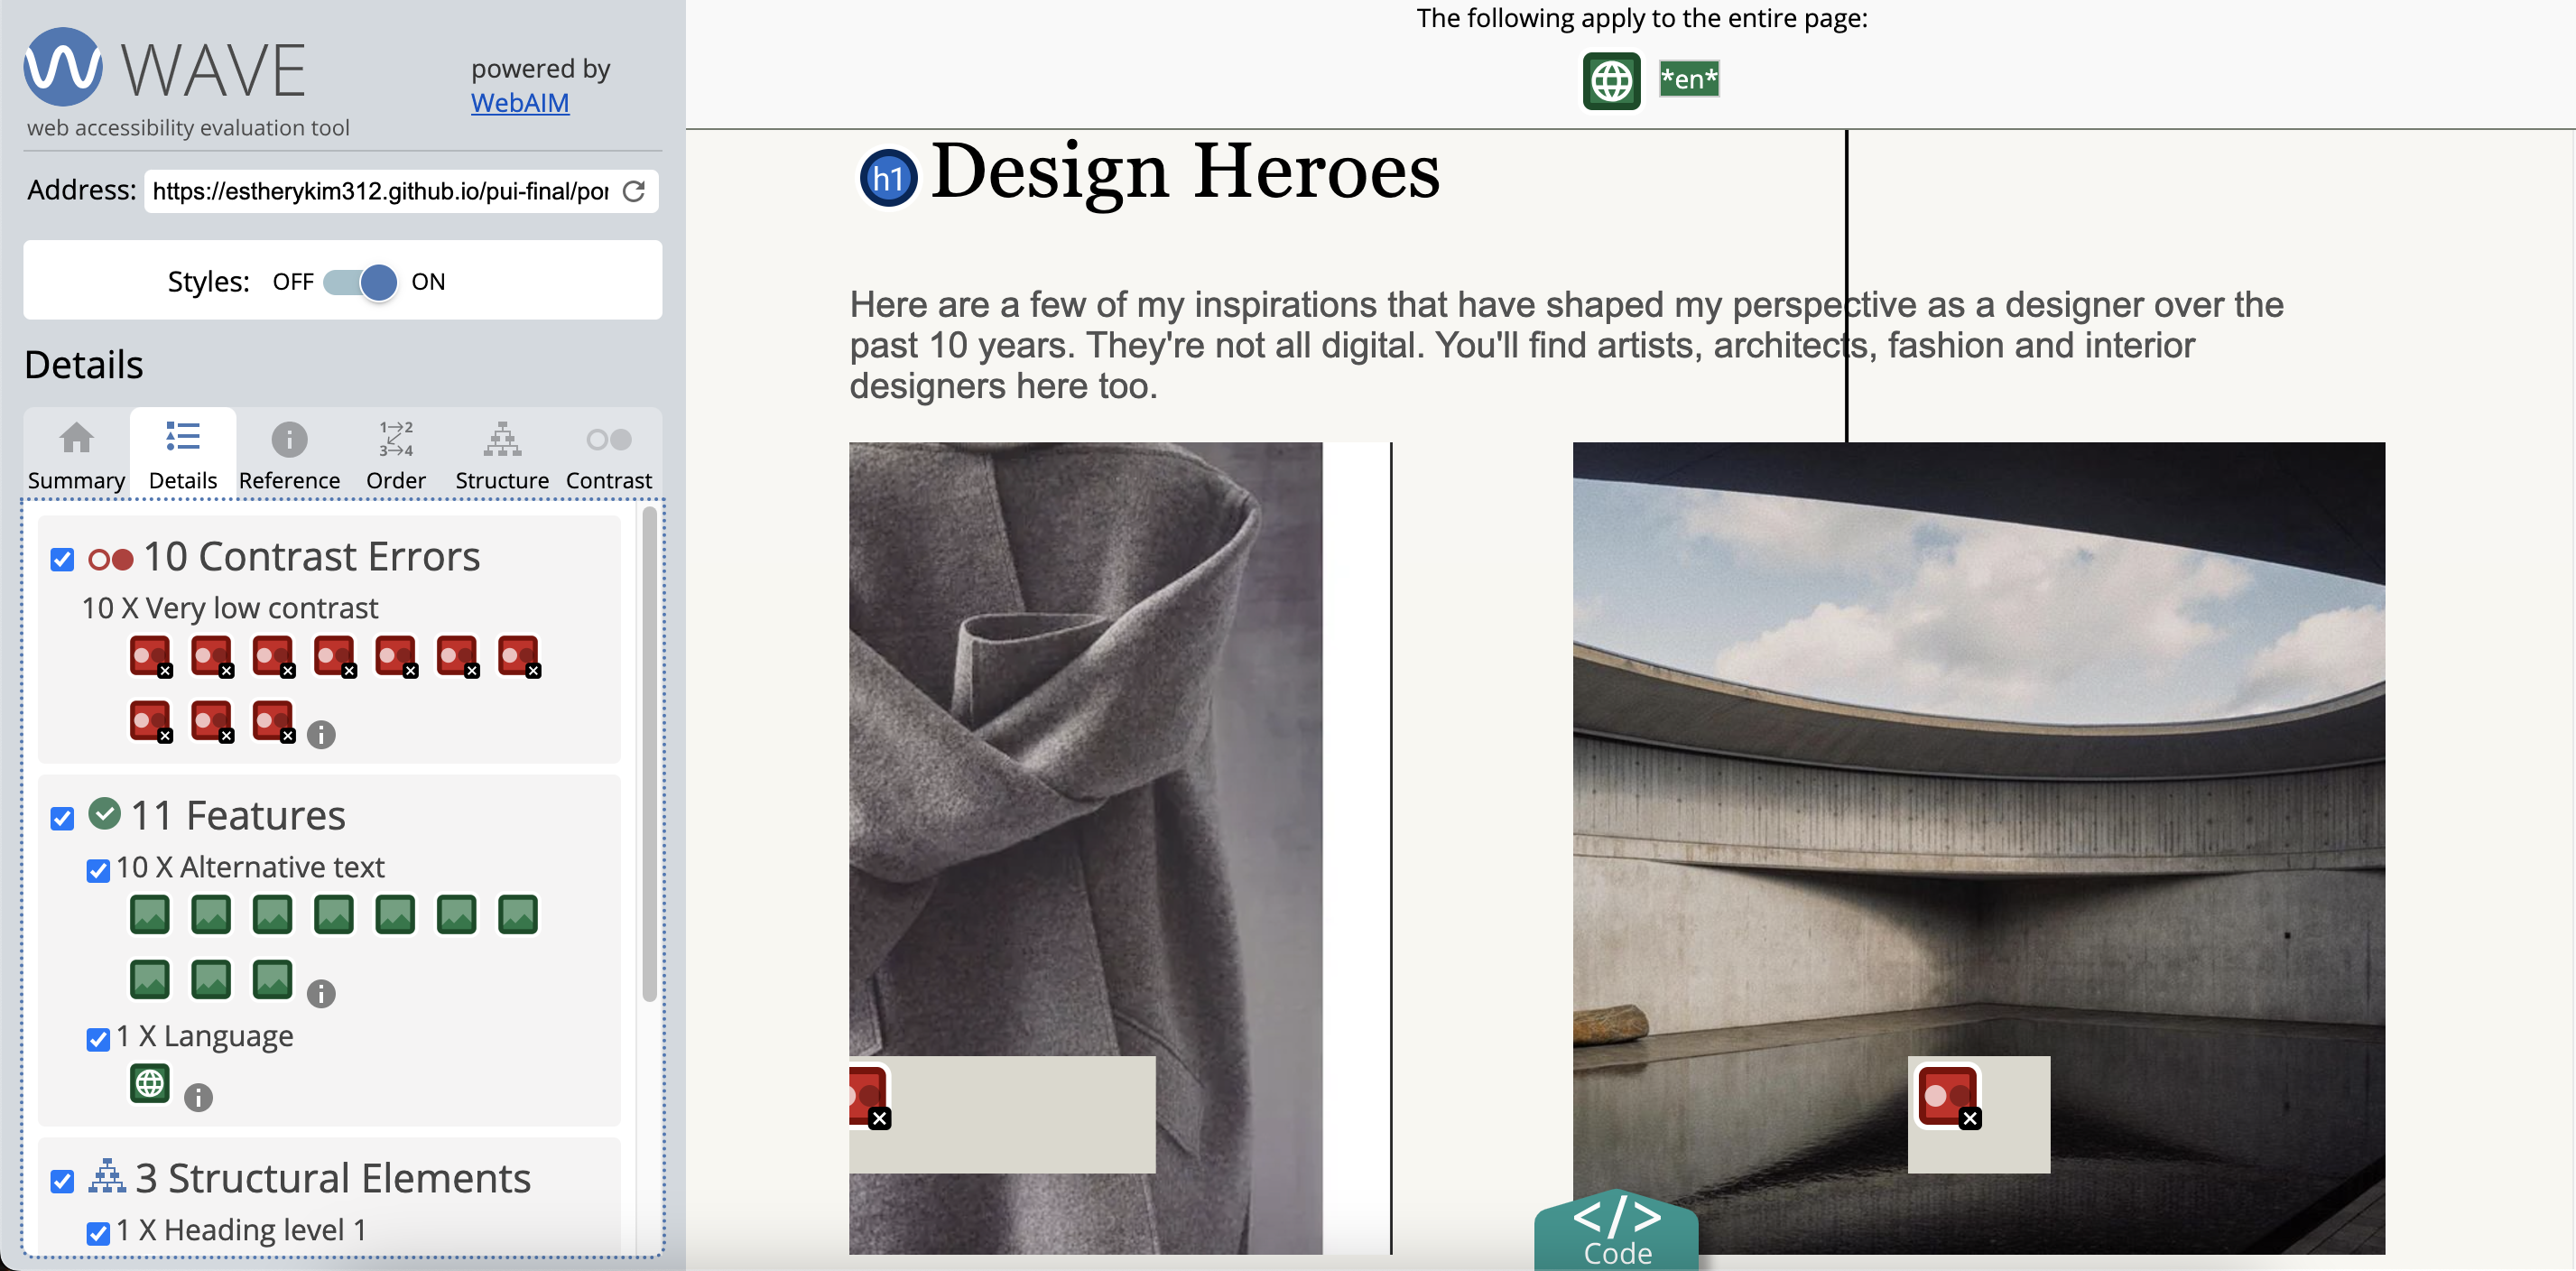 WAVE
powered by
WebAIM
web accessibility evaluation tool
Address: https://estherykim312.github.io/pui-final/por
Styles: OFF ON
Details
1→2
3→4
Summary Details Reference Order Structure Contrast
10 Contrast Errors
10 X Very low contrast
11 Features
10 X Alternative text
1 X Language
3 Structural Elements
1 X Heading level 1
The following apply to the entire page:
*en*
h1 Design Heroes
Here are a few of my inspirations that have shaped my perspective as a designer over the
past 10 years. They're not all digital. You'll find artists, architects, fashion and interior
designers here too.
</>
Code